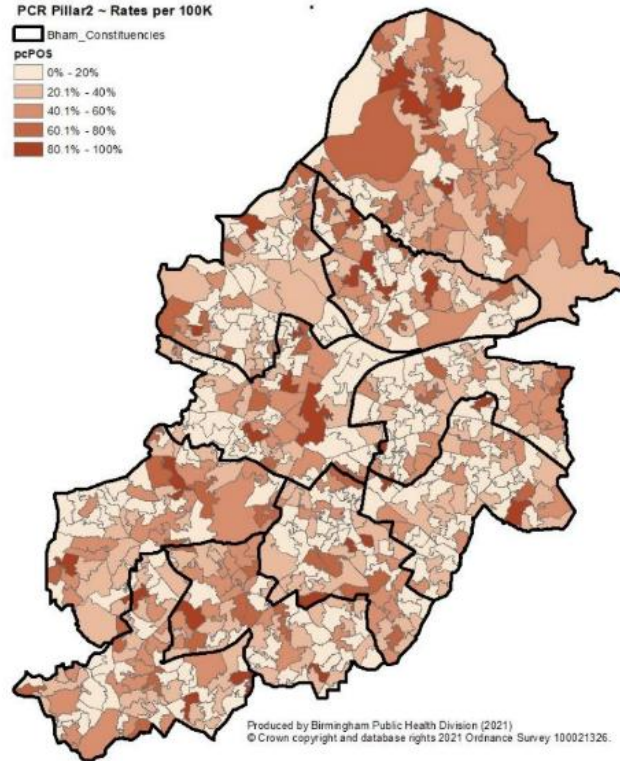 PCR Pillar2 ~ Rates per 100K
Bham_Constituencies
pcPOS
0% - 20%
20.1% - 40%
40.1% - 60%
60.1% - 80%
80.1% - 100%
Produced by Birmingham Public Health Division (2021)
© Crown copyright and database rights 2021 Ordnance Survey 100021326.